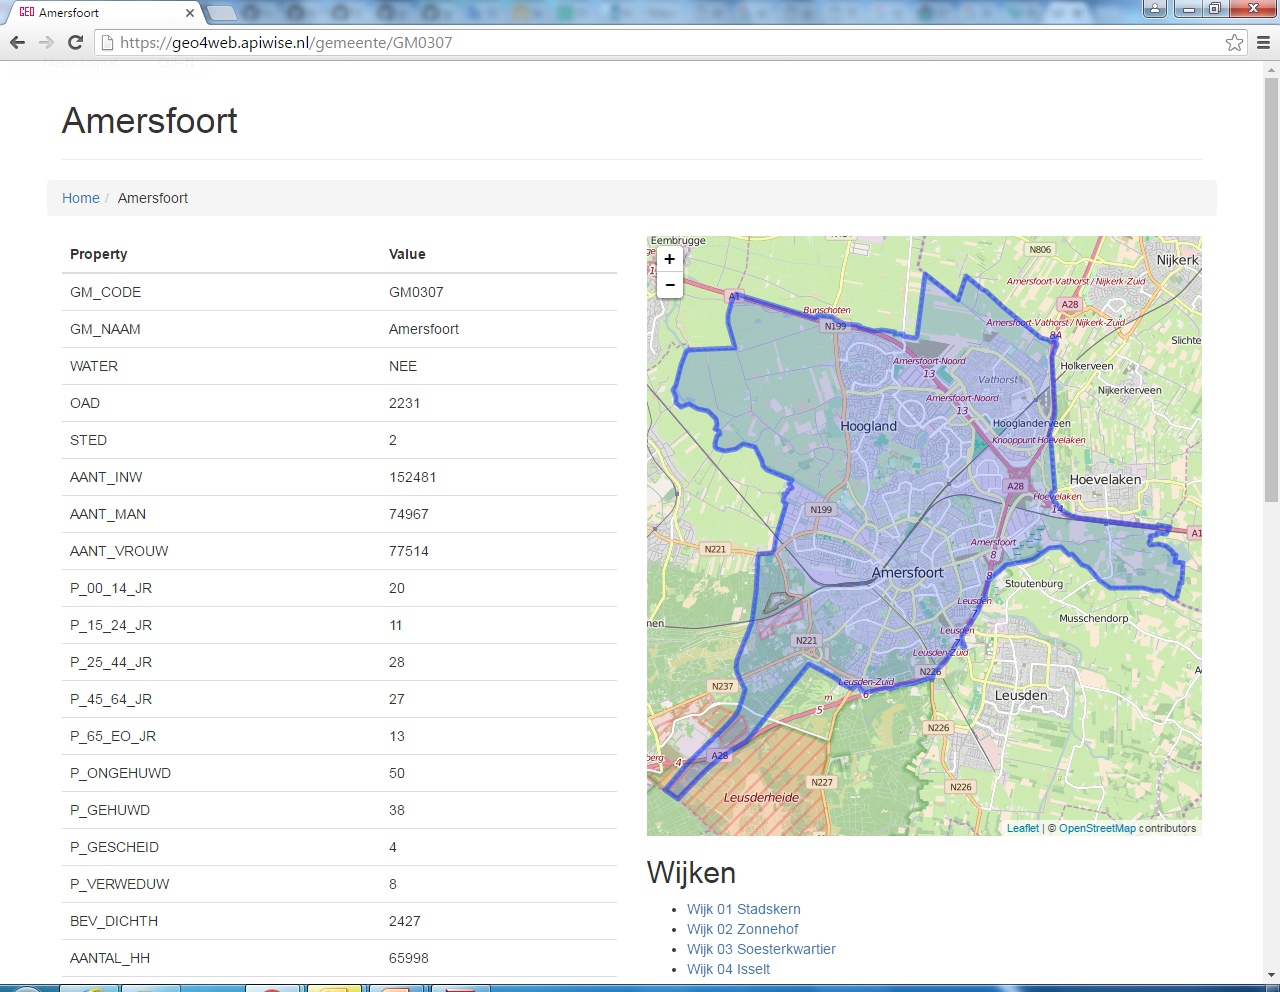 GEO Amersfoort
https://geo4web.apiwise.nl/gemeente/GM0307
Amersfoort
Home / Amersfoort
Property Value
GM_CODE GM0307
GM_NAAM Amersfoort
WATER NEE
OAD 2231
STED 2
AANT_INW 152481
AANT_MAN 74967
AANT_VROUW 77514
P_00_14_JR 20
P_15_24_JR 11
P_25_44_JR 28
P_45_64_JR 27
P_65_EO_JR 13
P_ONGEHUWD 50
P_GEHUWD 38
P_GESCHEID 4
P_VERWEDUW 8
BEV_DICHTH 2427
AANTAL_HH 65998
+
-
Eembrugge
N806
Nijkerk
Amersfoort-Vathorst / Nijkerk-Zuid
A1
A28
Bunschoten
N199
Amersfoort-Vathorst / Nijkerk-Zuid
8A
Slichte
Amersfoort-Noord
13
Holkerveen
Vathorst
Nijkerkerveen
Amersfoort-Noord
13
Hoogland
Hooglanderveen
Knooppunt Hoevelaken
Hoevelaken
A28
Hoevelaken
14
N199
A1
Amersfoort
8
N221
Amersfoort
8
Stoutenburg
Leusden
7
Musschendorp
men
Leusden
7
N221
Leusden-Zuid
N226
Leusden-Zuid
6
N237
Leusden
m
5
N226
A28
berg
4
N227
N226
Leusderheide
Leaflet | © OpenStreetMap contributors
Wijken
Wijk 01 Stadskern
Wijk 02 Zonnehof
Wijk 03 Soesterkwartier
Wijk 04 Isselt